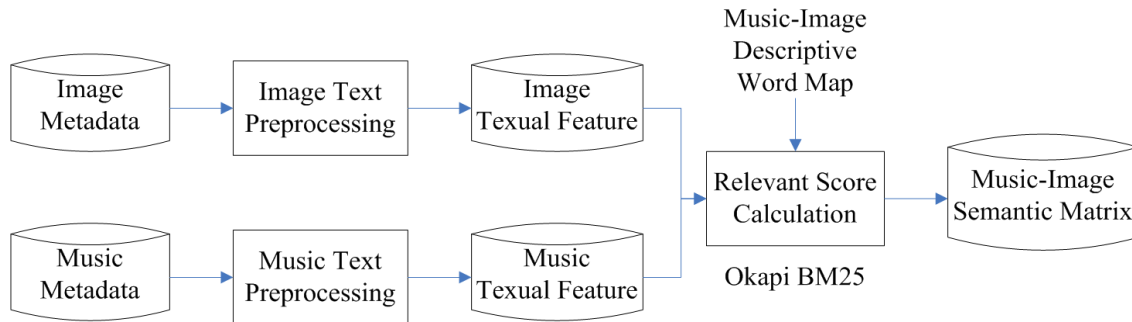 Image
Metadata
Image Text
Preprocessing
Image
Texual Feature
Music-Image
Descriptive
Word Map
Music
Metadata
Music Text
Preprocessing
Music
Texual Feature
Relevant Score
Calculation
Okapi BM25
Music-Image
Semantic Matrix